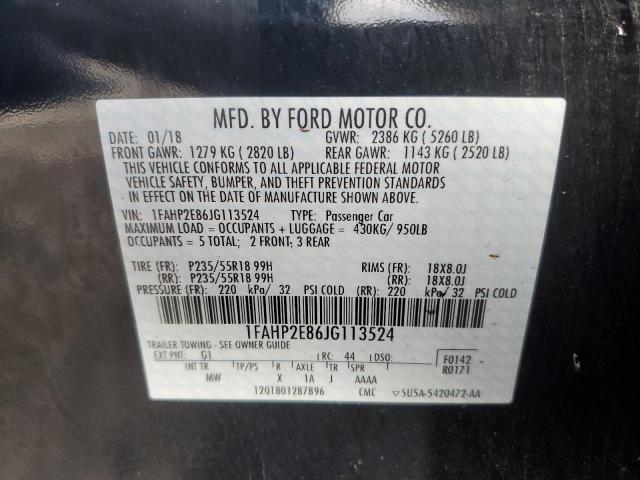 MFD. BY FORD MOTOR CO.
DATE: 01/18 GVWR: 2386 KG ( 5260 LB)
FRONT GAWR: 1279 KG ( 2820 LB) REAR GAWR: 1143 KG ( 2520 LB)
THIS VEHICLE CONFORMS TO ALL APPLICABLE FEDERAL MOTOR
VEHICLE SAFETY, BUMPER, AND THEFT PREVENTION STANDARDS
IN EFFECT ON THE DATE OF MANUFACTURE SHOWN ABOVE.
VIN: 1FAHP2E86JG113524 TYPE: Passenger Car
MAXIMUM LOAD = OCCUPANTS + LUGGAGE = 430KG/ 950LB
OCCUPANTS = 5 TOTAL; 2 FRONT; 3 REAR
TIRE (FR): P235/55R18 99H RIMS (FR): 18X8.0J
(RR): P235/55R18 99H (RR): 18X8.0J
PRESSURE (FR): 220 kPa/ 32 PSI COLD (RR): 220 kPa/ 32 PSI COLD
1FAHP2E86JG113524
TRAILER TOWING - SEE OWNER GUIDE
EXT PNT: G1 RC: 44 DSO: F0142
INT TR TP/PS R AXLE TR SPR R0171
MW X 1A J AAAA
1201801287896 CMC 5U5A-5420472-AA